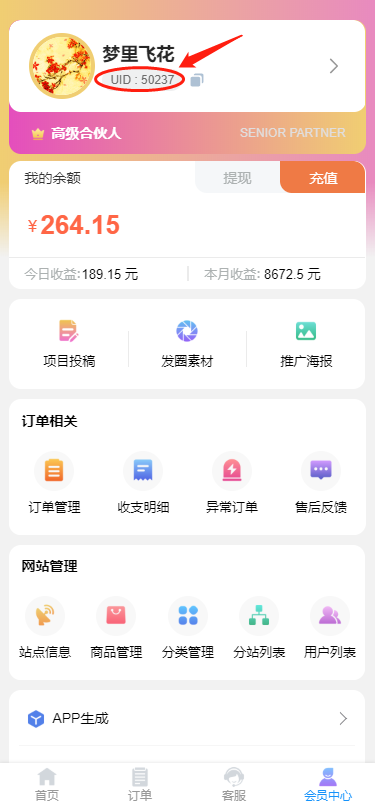 梦里飞花
UID : 50237
高级合伙人 SENIOR PARTNER
我的余额 提现 充值
¥264.15
今日收益:189.15 元 本月收益: 8672.5 元
项目投稿 发圈素材 推广海报
订单相关
订单管理 收支明细 异常订单 售后反馈
网站管理
站点信息 商品管理 分类管理 分站列表 用户列表
APP生成
首页 订单 客服 会员中心